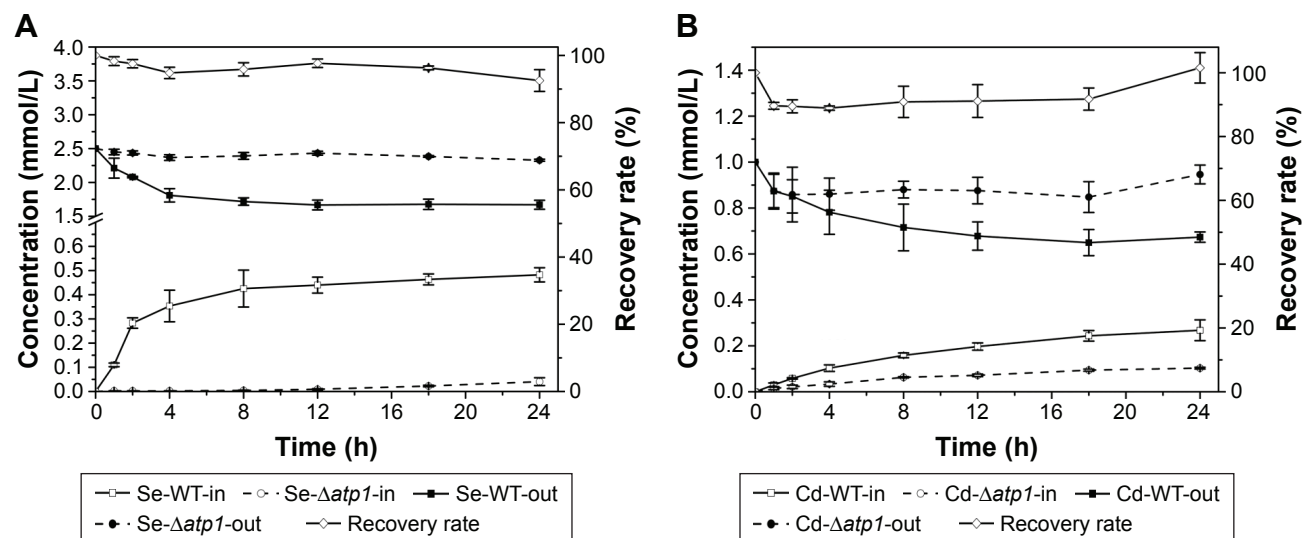 A
Concentration (mmol/L)
4.0
3.5
3.0
2.5
2.0
1.5
0.6
0.5
0.4
0.3
0.2
0.1
0.0
100
80
60
40
20
0
Recovery rate (%)
0 4 8 12 16 20 24
Time (h)
Se-WT-in Se-Δatp1-in Se-WT-out
Se-Δatp1-out Recovery rate
B
Concentration (mmol/L)
1.4
1.2
1.0
0.8
0.6
0.4
0.2
0.0
100
80
60
40
20
0
Recovery rate (%)
0 4 8 12 16 20 24
Time (h)
Cd-WT-in Cd-Δatp1-in Cd-WT-out
Cd-Δatp1-out Recovery rate